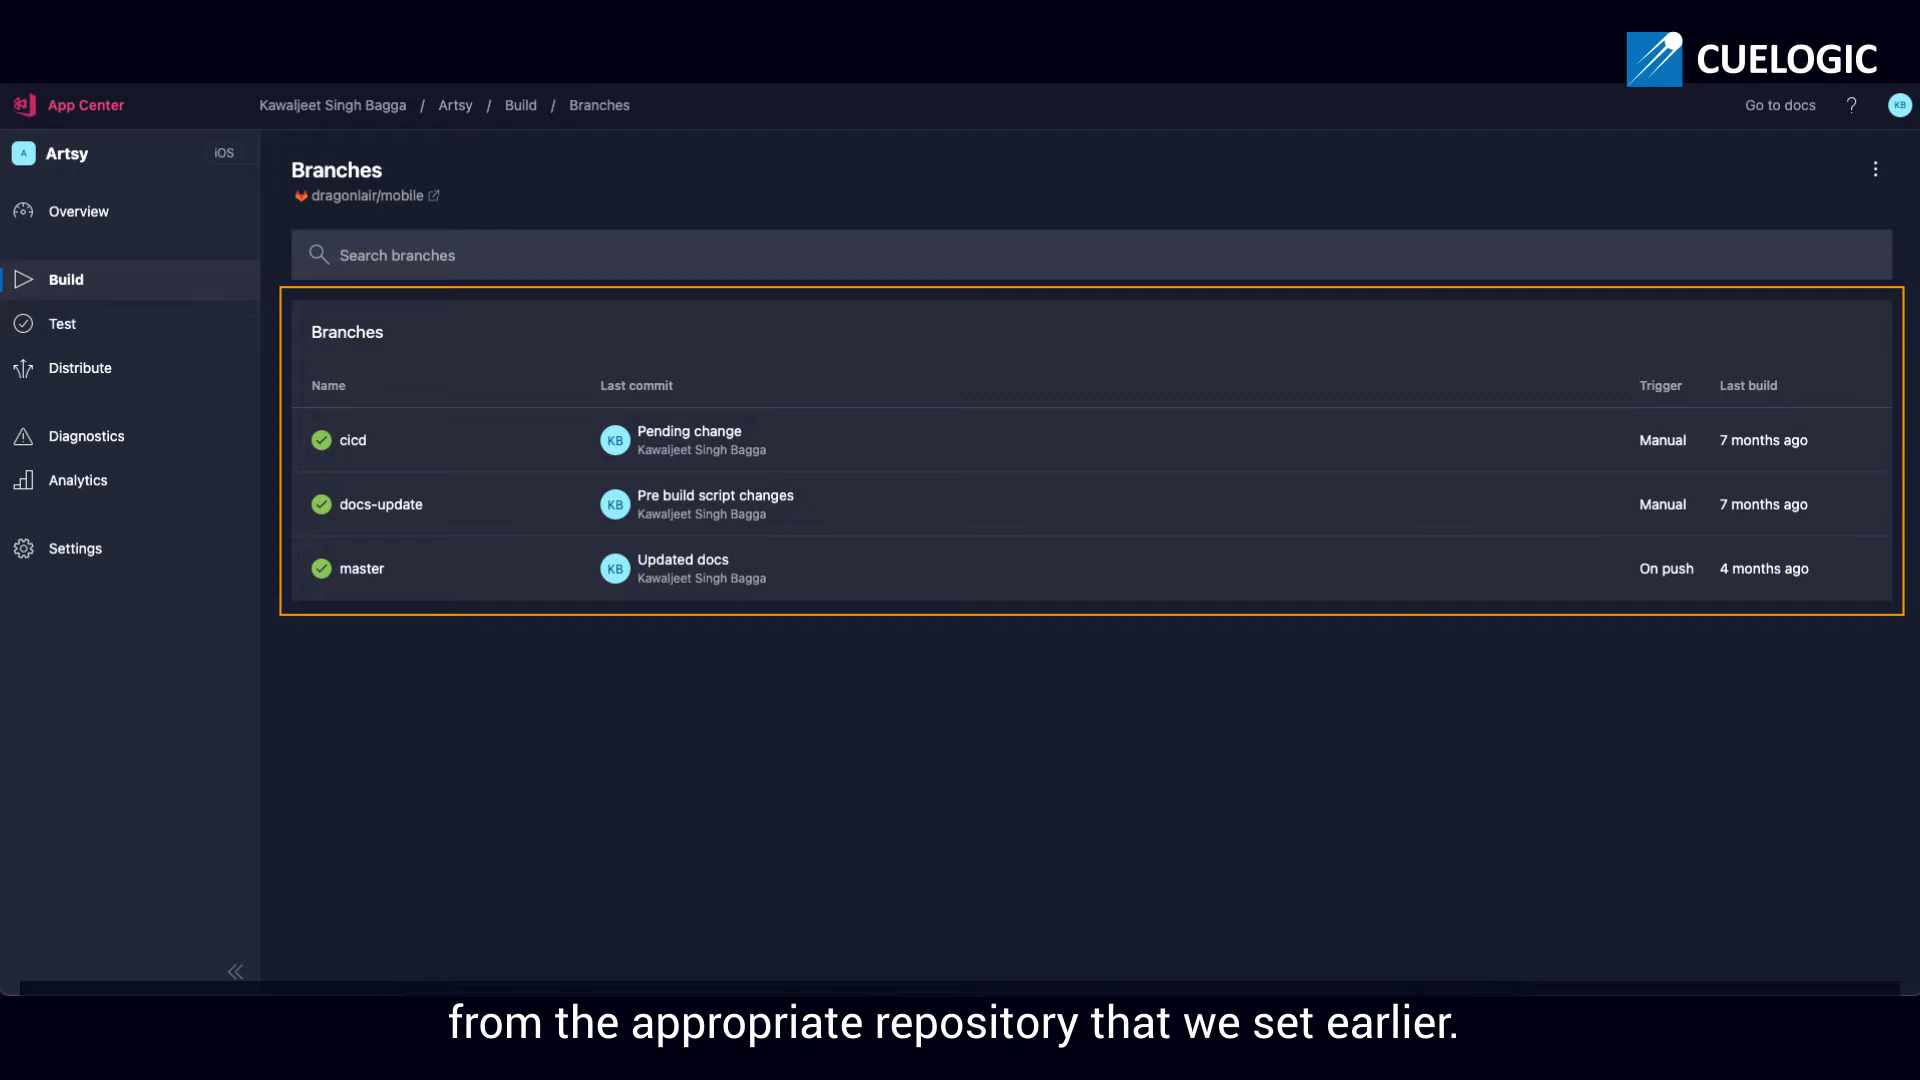 CUELOGIC
App Center
Kawaljeet Singh Bagga / Artsy / Build / Branches
Go to docs ? KB
A Artsy iOS
Overview
Build
Test
Distribute
Diagnostics
Analytics
Settings
Branches
dragonlair/mobile
Search branches
Branches
Name Last commit Trigger Last build
cicd KB Pending change Manual 7 months ago
Kawaljeet Singh Bagga
docs-update KB Pre build script changes Manual 7 months ago
Kawaljeet Singh Bagga
master KB Updated docs On push 4 months ago
Kawaljeet Singh Bagga
from the appropriate repository that we set earlier.